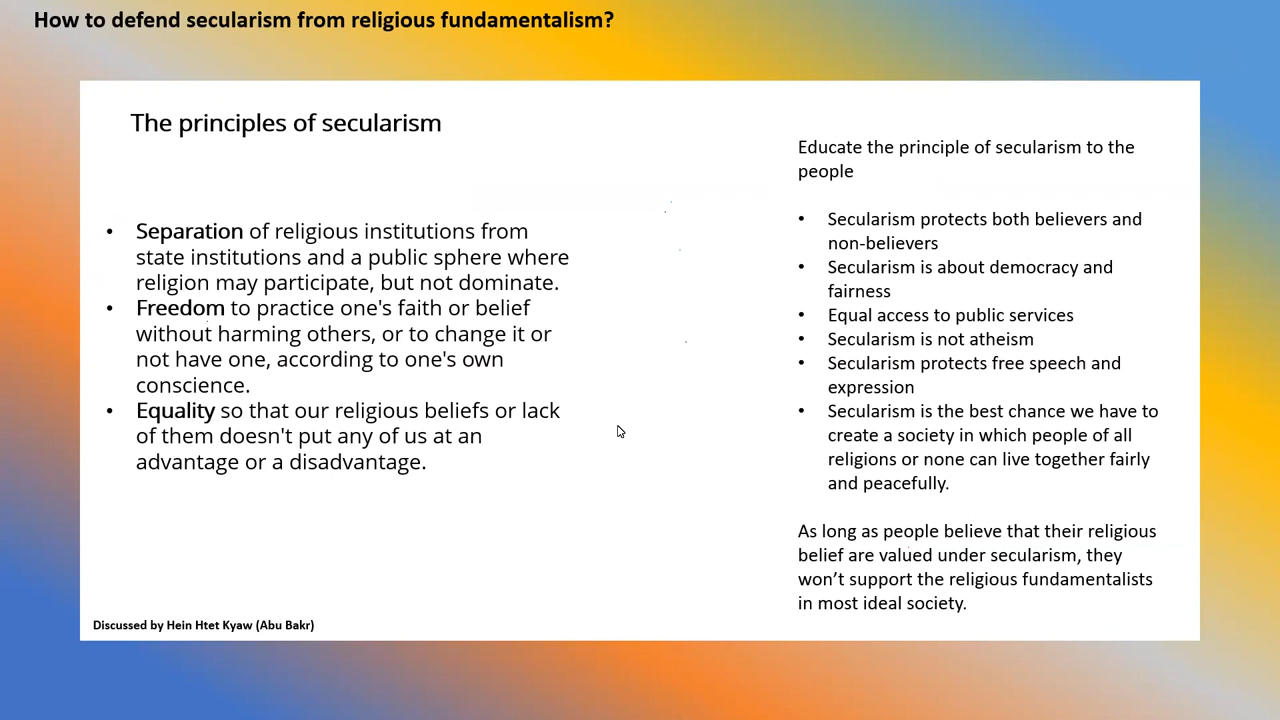 How to defend secularism from religious fundamentalism?
The principles of secularism
• Separation of religious institutions from
state institutions and a public sphere where
religion may participate, but not dominate.
• Freedom to practice one's faith or belief
without harming others, or to change it or
not have one, according to one's own
conscience.
• Equality so that our religious beliefs or lack
of them doesn't put any of us at an
advantage or a disadvantage.
Educate the principle of secularism to the
people
• Secularism protects both believers and
non-believers
• Secularism is about democracy and
fairness
• Equal access to public services
• Secularism is not atheism
• Secularism protects free speech and
expression
• Secularism is the best chance we have to
create a society in which people of all
religions or none can live together fairly
and peacefully.
As long as people believe that their religious
belief are valued under secularism, they
won’t support the religious fundamentalists
in most ideal society.
Discussed by Hein Htet Kyaw (Abu Bakr)